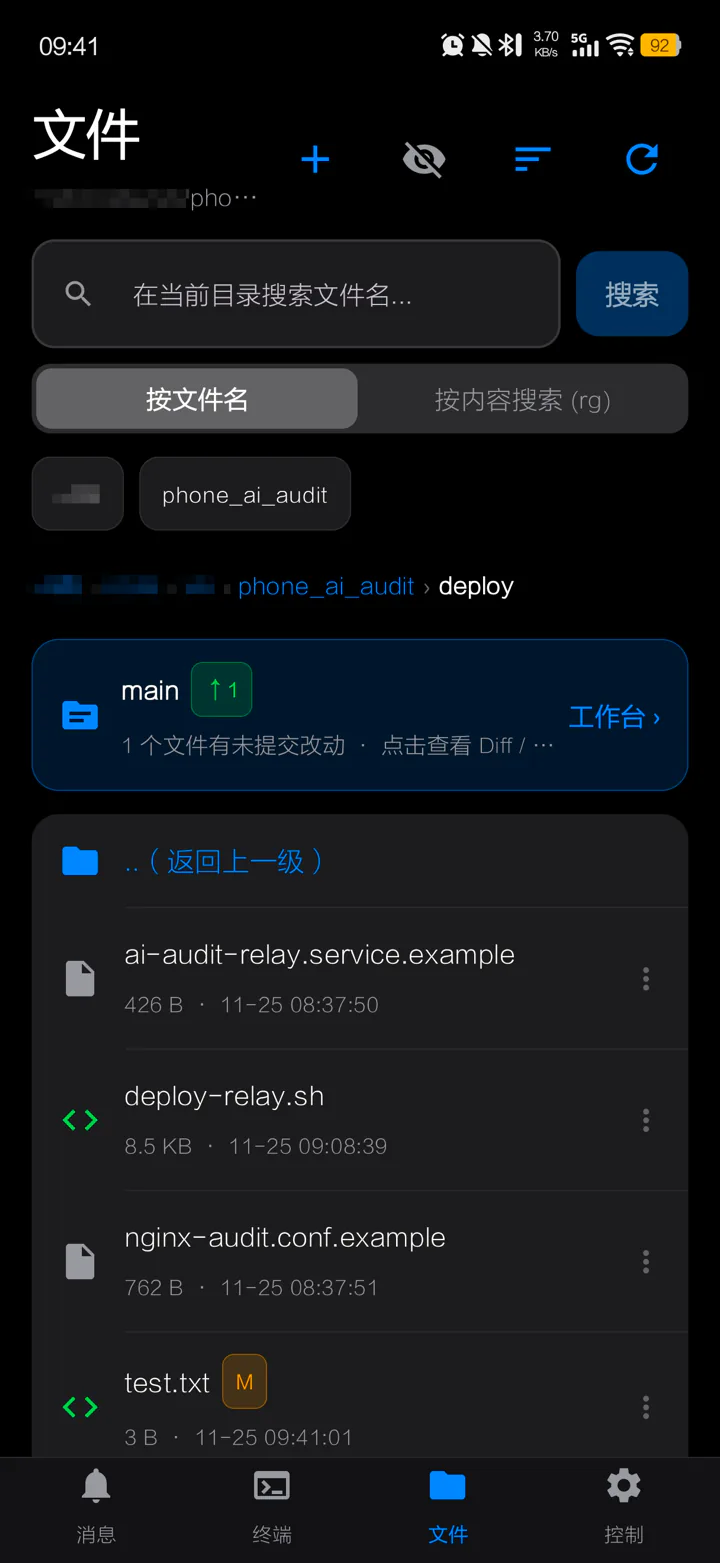 09:41
3.70 KB/s 5G 92
文件
pho…
在当前目录搜索文件名...
搜索
按文件名
按内容搜索 (rg)
phone_ai_audit
phone_ai_audit › deploy
main ↑1
1 个文件有未提交改动 · 点击查看 Diff / …
工作台 ›
..（返回上一级）
ai-audit-relay.service.example
426 B · 11-25 08:37:50
deploy-relay.sh
8.5 KB · 11-25 09:08:39
nginx-audit.conf.example
762 B · 11-25 08:37:51
test.txt M
3 B · 11-25 09:41:01
消息
终端
文件
控制